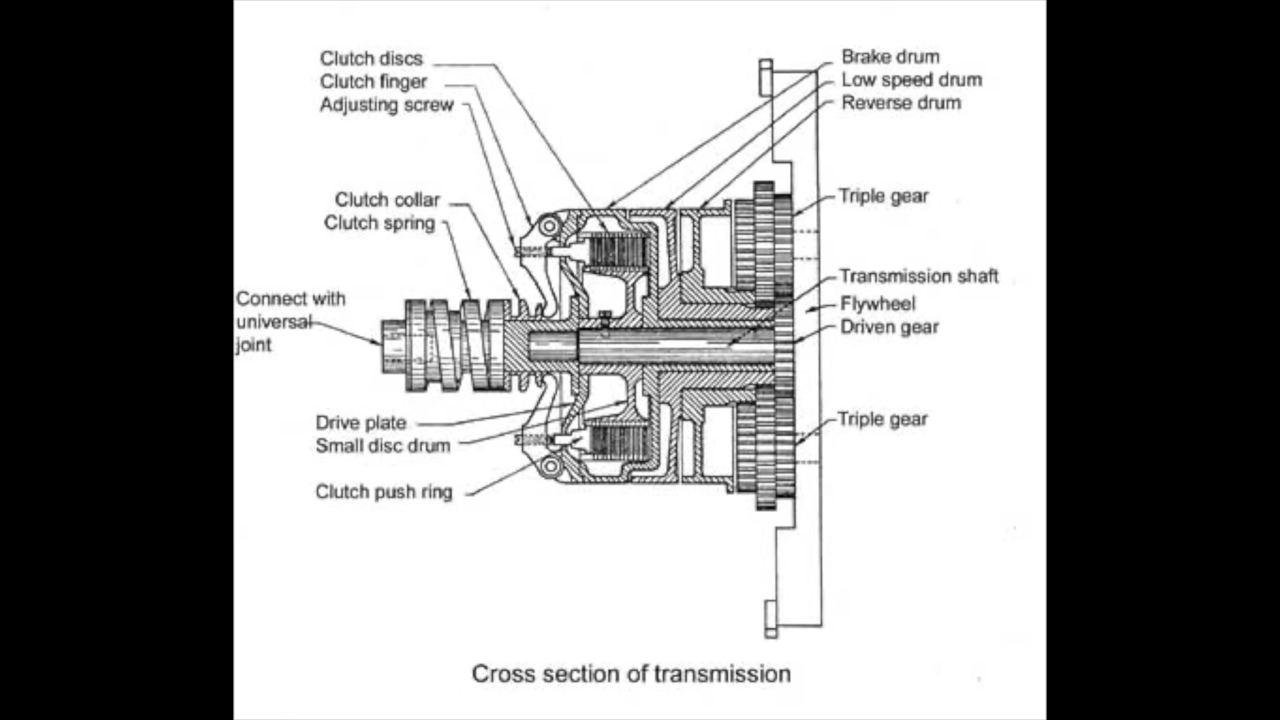 Clutch discs
Clutch finger
Adjusting screw
Clutch collar
Clutch spring
Connect with
universal
joint
Drive plate
Small disc drum
Clutch push ring
Brake drum
Low speed drum
Reverse drum
Triple gear
Transmission shaft
Flywheel
Driven gear
Triple gear
Cross section of transmission